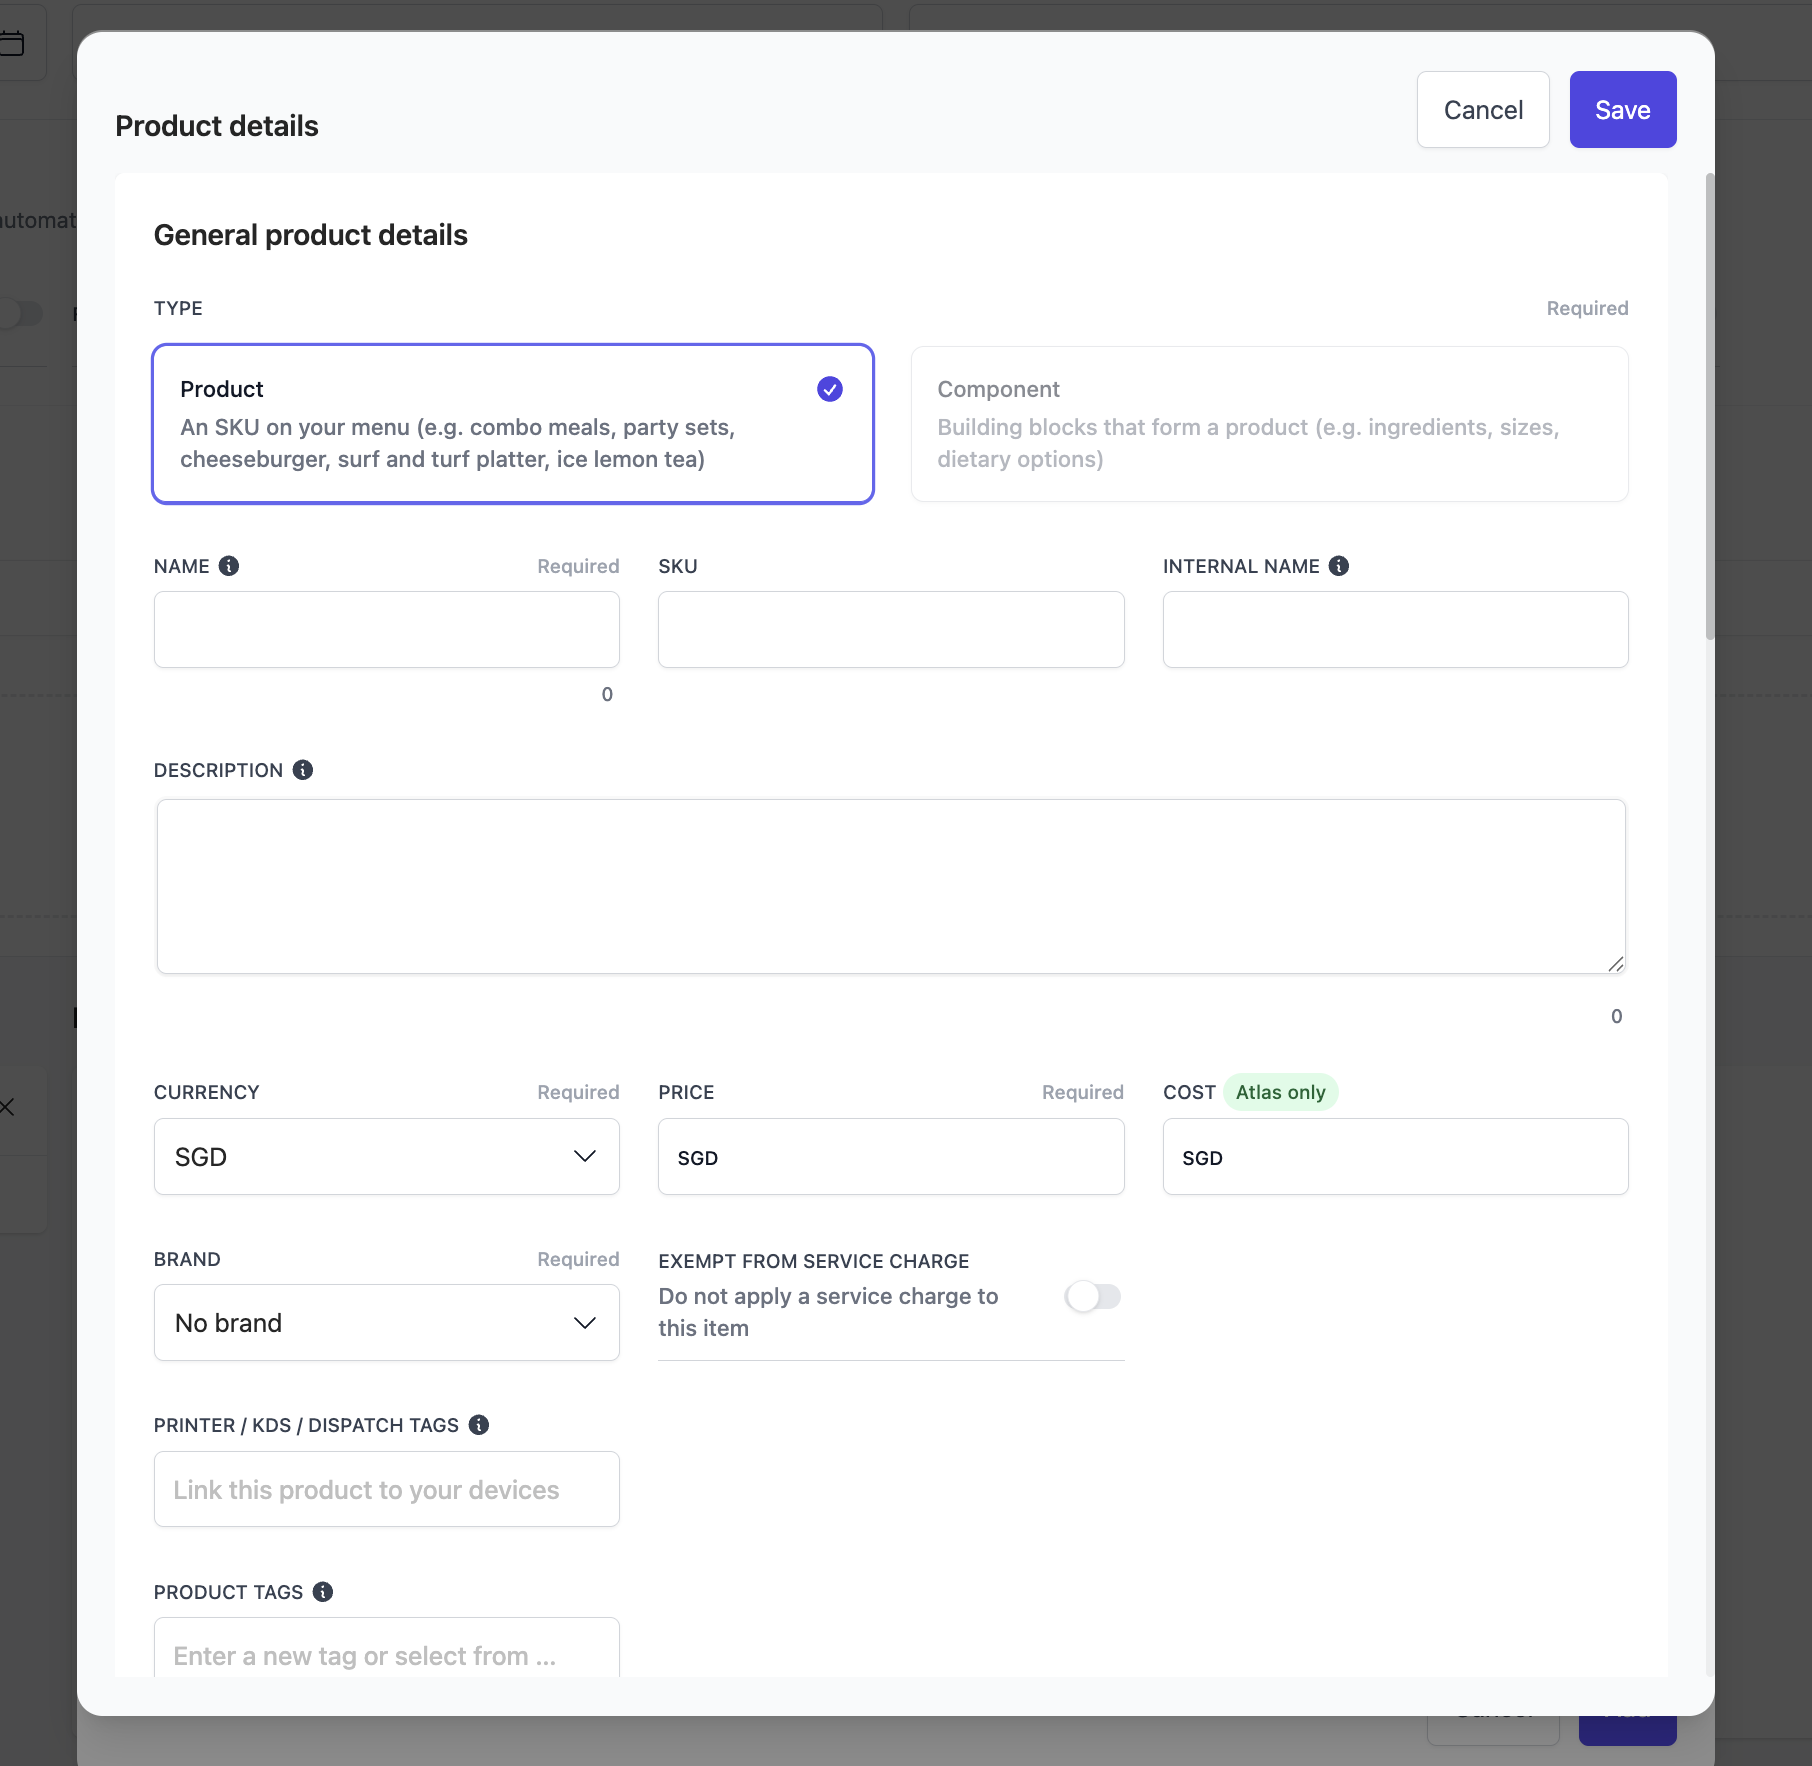 Product details
Cancel
Save
automat
General product details
TYPE
Required
Product
An SKU on your menu (e.g. combo meals, party sets,
cheeseburger, surf and turf platter, ice lemon tea)
Component
Building blocks that form a product (e.g. ingredients, sizes,
dietary options)
NAME
Required
SKU
INTERNAL NAME
0
DESCRIPTION
0
CURRENCY
Required
PRICE
Required
COST
Atlas only
SGD
SGD
SGD
BRAND
Required
EXEMPT FROM SERVICE CHARGE
No brand
Do not apply a service charge to
this item
PRINTER / KDS / DISPATCH TAGS
Link this product to your devices
PRODUCT TAGS
Enter a new tag or select from ...